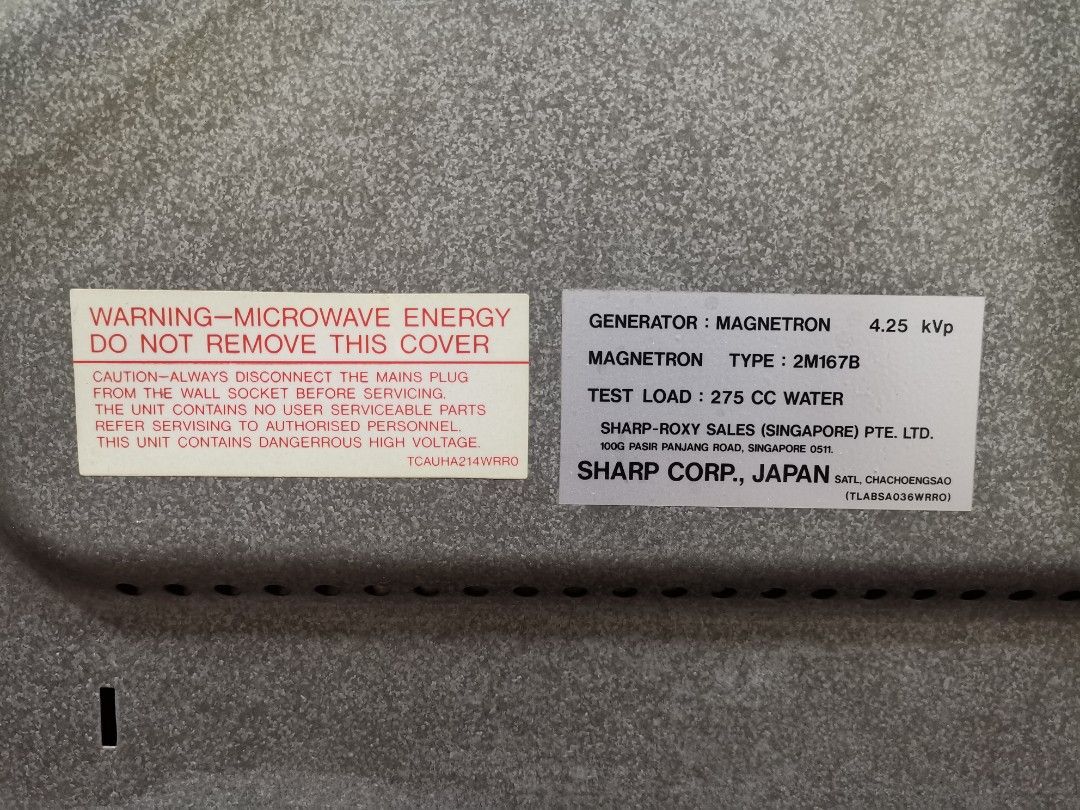 WARNING—MICROWAVE ENERGY
DO NOT REMOVE THIS COVER
CAUTION—ALWAYS DISCONNECT THE MAINS PLUG
FROM THE WALL SOCKET BEFORE SERVICING.
THE UNIT CONTAINS NO USER SERVICEABLE PARTS
REFER SERVISING TO AUTHORISED PERSONNEL.
THIS UNIT CONTAINS DANGERROUS HIGH VOLTAGE.
TCAUHA214WRR0
GENERATOR : MAGNETRON 4.25 kVp
MAGNETRON TYPE : 2M167B
TEST LOAD : 275 CC WATER
SHARP-ROXY SALES (SINGAPORE) PTE. LTD.
100G PASIR PANJANG ROAD, SINGAPORE 0511.
SHARP CORP., JAPAN SATL, CHACHOENGSAO
(TLABSA036WRRO)